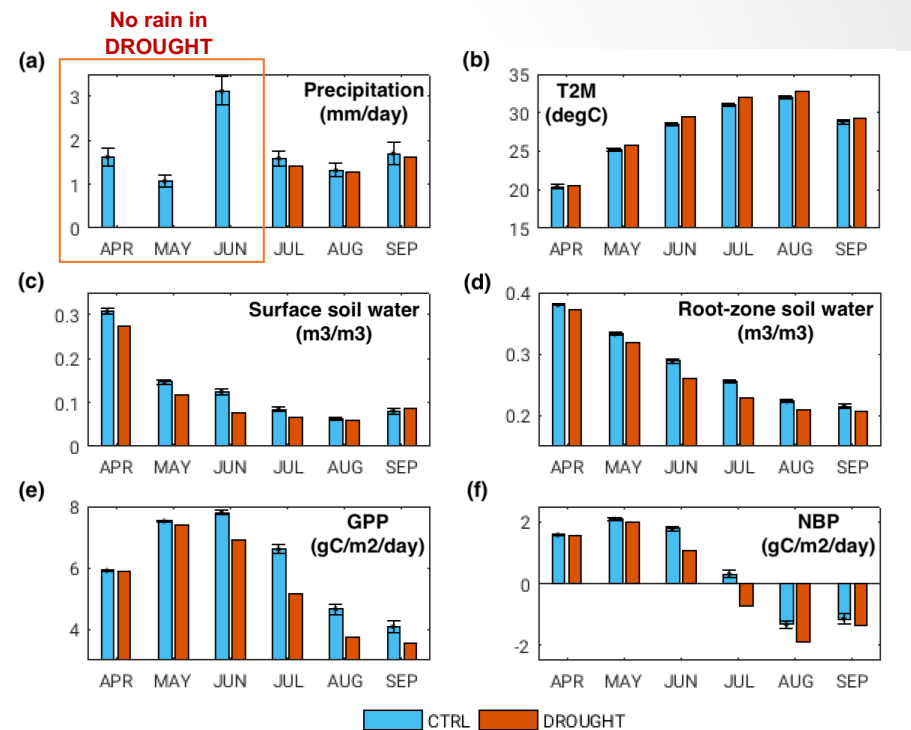 No rain in
DROUGHT
(a)
Precipitation
(mm/day)
3
2
1
0
APR MAY JUN JUL AUG SEP
(b)
T2M
(degC)
35
30
25
20
15
APR MAY JUN JUL AUG SEP
(c)
Surface soil water
(m3/m3)
0.3
0.2
0.1
0
APR MAY JUN JUL AUG SEP
(d)
Root-zone soil water
(m3/m3)
0.4
0.3
0.2
APR MAY JUN JUL AUG SEP
(e)
GPP
(gC/m2/day)
8
6
4
APR MAY JUN JUL AUG SEP
(f)
NBP
(gC/m2/day)
2
0
-2
APR MAY JUN JUL AUG SEP
CTRL DROUGHT